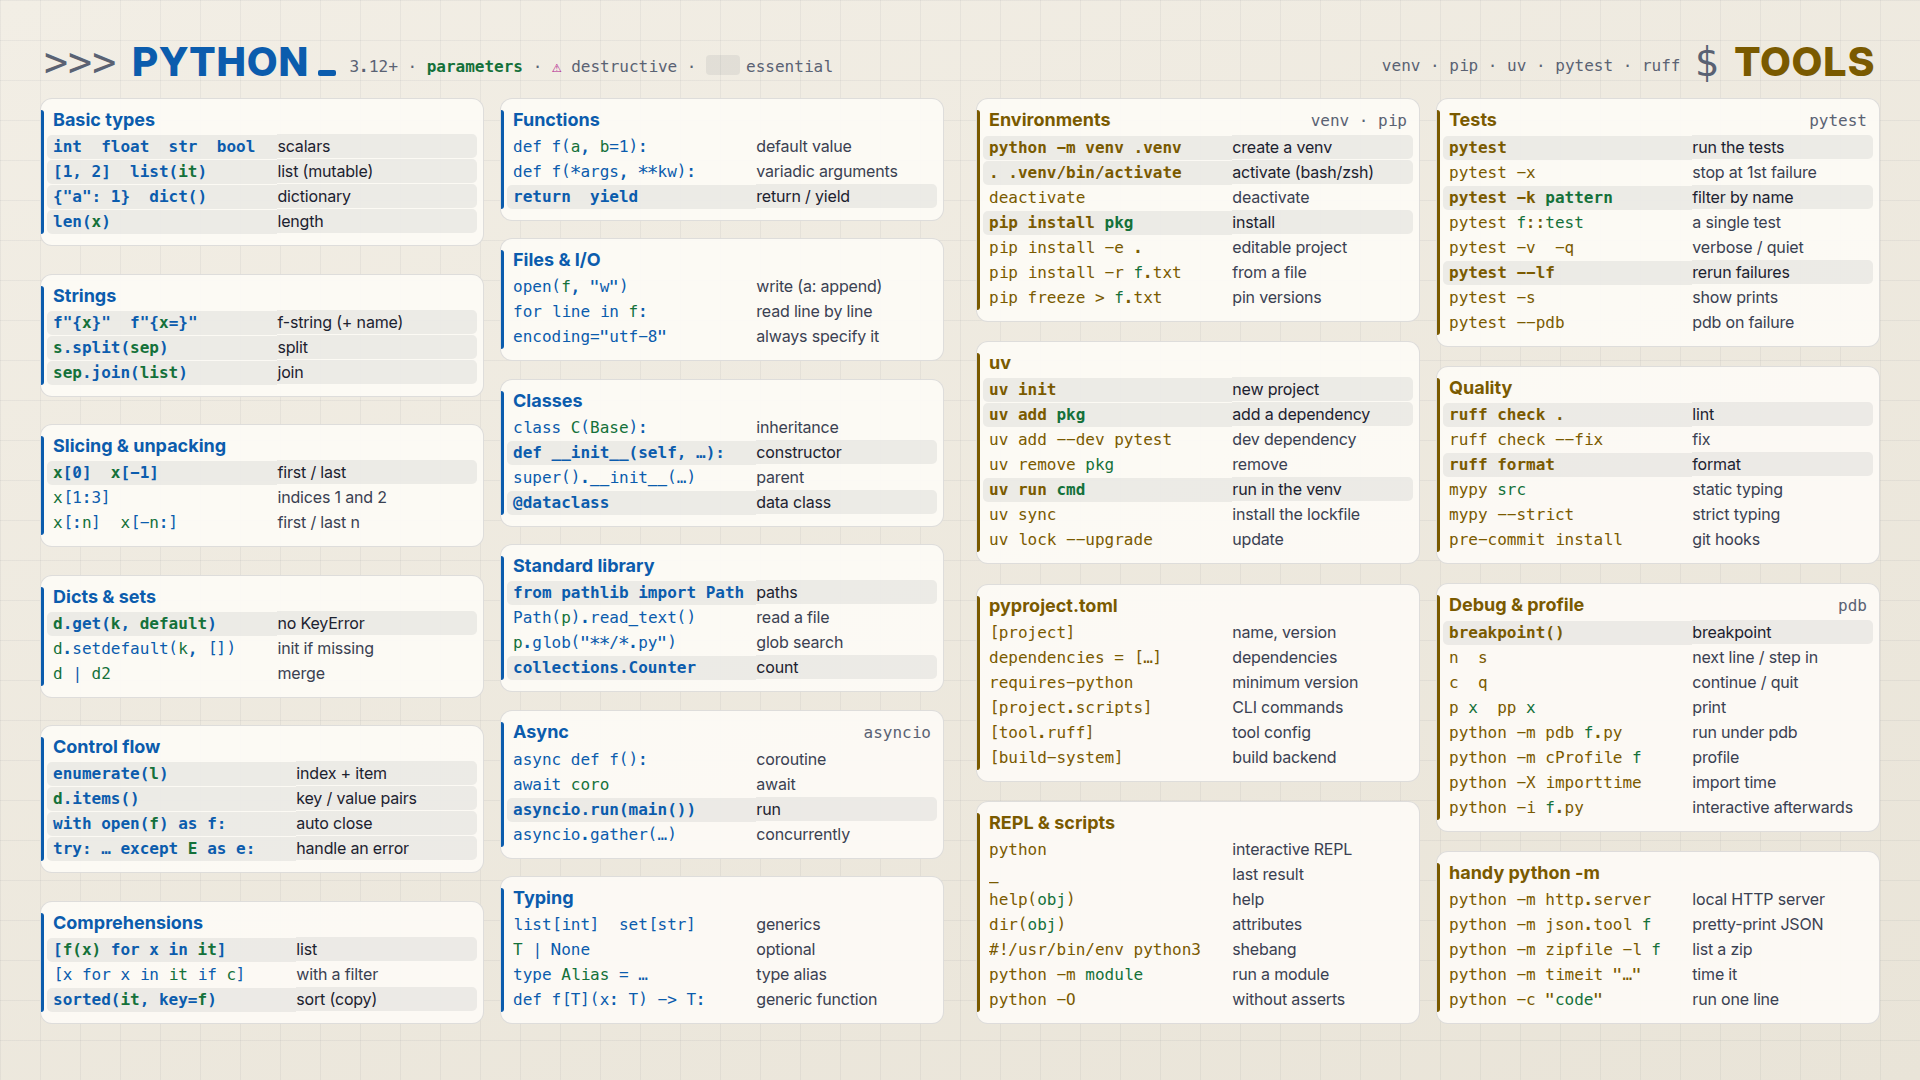 >>> PYTHON_ 3.12+ · parameters · ⚠ destructive · essential
Basic types
int  float  str  bool  scalars
[1, 2]  list(it)  list (mutable)
{"a": 1}  dict()  dictionary
len(x)  length
Strings
f"{x}"  f"{x=}"  f-string (+ name)
s.split(sep)  split
sep.join(list)  join
Slicing & unpacking
x[0]  x[-1]  first / last
x[1:3]  indices 1 and 2
x[:n]  x[-n:]  first / last n
Dicts & sets
d.get(k, default)  no KeyError
d.setdefault(k, [])  init if missing
d | d2  merge
Control flow
enumerate(l)  index + item
d.items()  key / value pairs
with open(f) as f:  auto close
try: … except E as e:  handle an error
Comprehensions
[f(x) for x in it]  list
[x for x in it if c]  with a filter
sorted(it, key=f)  sort (copy)
Functions
def f(a, b=1):  default value
def f(*args, **kw):  variadic arguments
return  yield  return / yield
Files & I/O
open(f, "w")  write (a: append)
for line in f:  read line by line
encoding="utf-8"  always specify it
Classes
class C(Base):  inheritance
def __init__(self, …):  constructor
super().__init__(…)  parent
@dataclass  data class
Standard library
from pathlib import Path  paths
Path(p).read_text()  read a file
p.glob("**/*.py")  glob search
collections.Counter  count
Async  asyncio
async def f():  coroutine
await coro  await
asyncio.run(main())  run
asyncio.gather(…)  concurrently
Typing
list[int]  set[str]  generics
T | None  optional
type Alias = …  type alias
def f[T](x: T) -> T:  generic function
venv · pip · uv · pytest · ruff $ TOOLS
Environments  venv · pip
python -m venv .venv  create a venv
. .venv/bin/activate  activate (bash/zsh)
deactivate  deactivate
pip install pkg  install
pip install -e .  editable project
pip install -r f.txt  from a file
pip freeze > f.txt  pin versions
uv
uv init  new project
uv add pkg  add a dependency
uv add --dev pytest  dev dependency
uv remove pkg  remove
uv run cmd  run in the venv
uv sync  install the lockfile
uv lock --upgrade  update
pyproject.toml
[project]  name, version
dependencies = […]  dependencies
requires-python  minimum version
[project.scripts]  CLI commands
[tool.ruff]  tool config
[build-system]  build backend
REPL & scripts
python  interactive REPL
_  last result
help(obj)  help
dir(obj)  attributes
#!/usr/bin/env python3  shebang
python -m module  run a module
python -O  without asserts
Tests  pytest
pytest  run the tests
pytest -x  stop at 1st failure
pytest -k pattern  filter by name
pytest f::test  a single test
pytest -v  -q  verbose / quiet
pytest --lf  rerun failures
pytest -s  show prints
pytest --pdb  pdb on failure
Quality
ruff check .  lint
ruff check --fix  fix
ruff format  format
mypy src  static typing
mypy --strict  strict typing
pre-commit install  git hooks
Debug & profile  pdb
breakpoint()  breakpoint
n  s  next line / step in
c  q  continue / quit
p x  pp x  print
python -m pdb f.py  run under pdb
python -m cProfile f  profile
python -X importtime  import time
python -i f.py  interactive afterwards
handy python -m
python -m http.server  local HTTP server
python -m json.tool f  pretty-print JSON
python -m zipfile -l f  list a zip
python -m timeit "…"  time it
python -c "code"  run one line